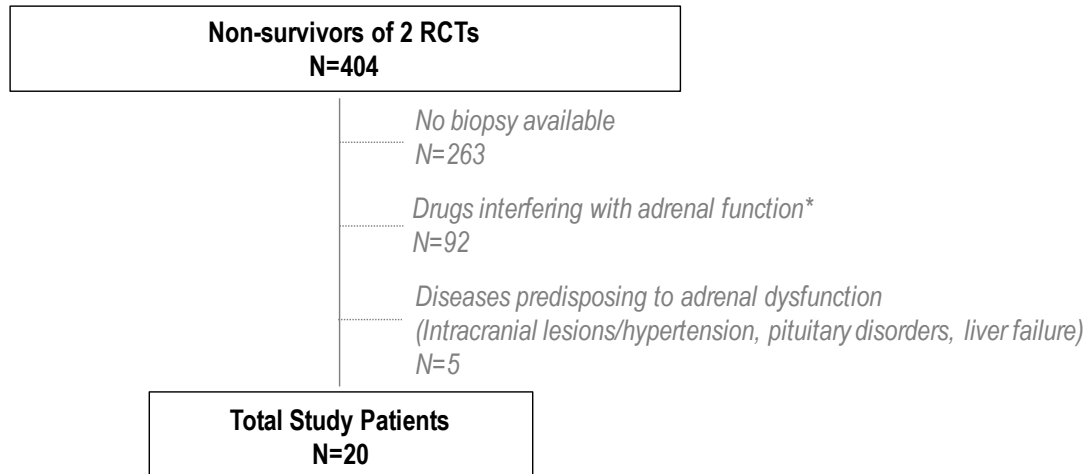 Non-survivors of 2 RCTs
N=404
No biopsy available
N=263
Drugs interfering with adrenal function*
N=92
Diseases predisposing to adrenal dysfunction
(Intracranial lesions/hypertension, pituitary disorders, liver failure)
N=5
Total Study Patients
N=20